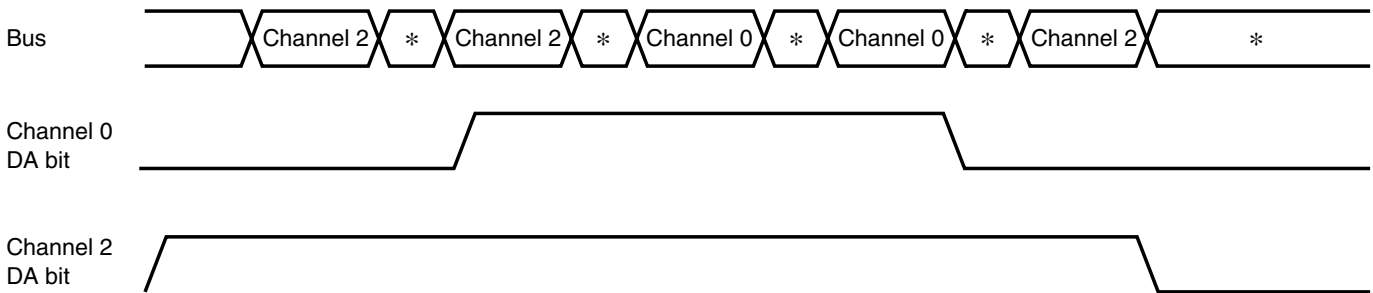 Bus Channel 2 * Channel 2 * Channel 0 * Channel 0 * Channel 2 *
Channel 0
DA bit
Channel 2
DA bit